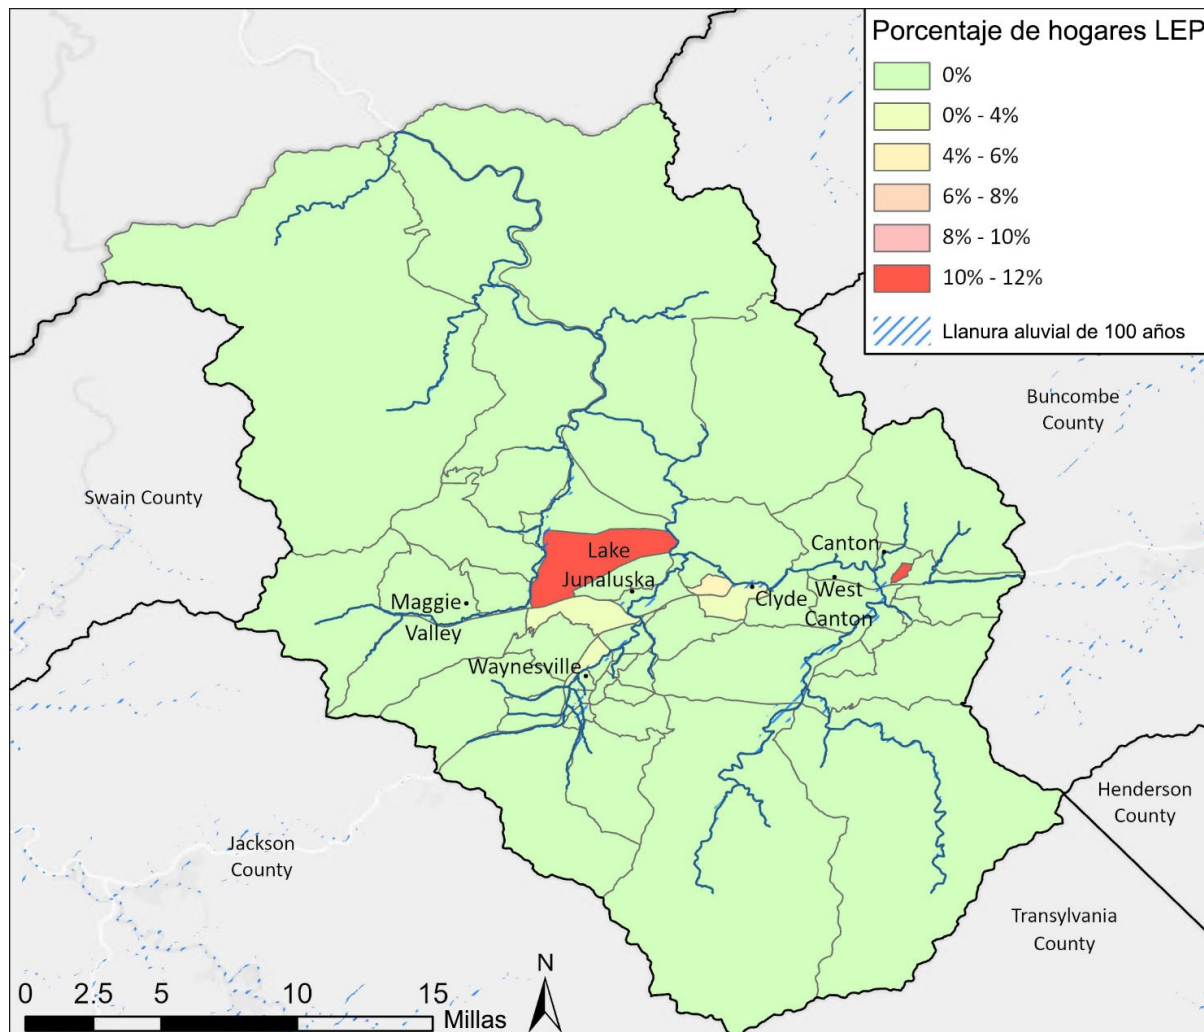 Porcentaje de hogares LEP
0%
0% - 4%
4% - 6%
6% - 8%
8% - 10%
10% - 12%
Llanura aluvial de 100 años
Buncombe
County
Swain County
Lake
Junaluska
Canton
Maggie
Valley
Clyde
West
Canton
Waynesville
Henderson
County
Jackson
County
Transylvania
County
N
0 2.5 5 10 15
Millas